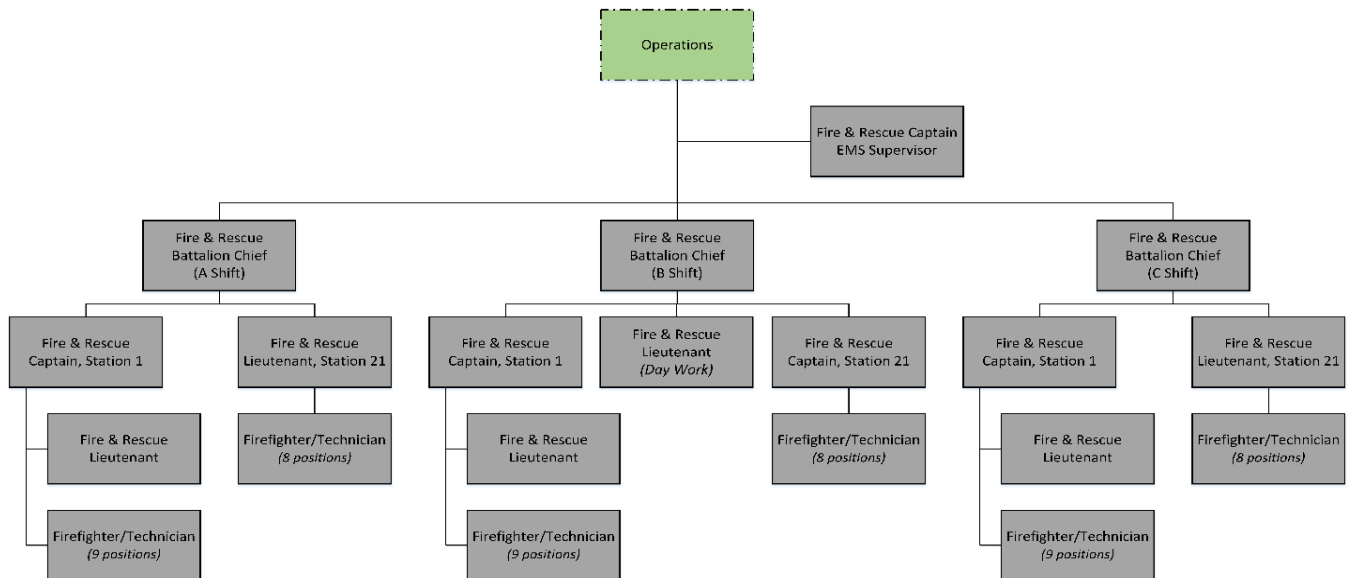 Operations
Fire & Rescue Captain
EMS Supervisor
Fire & Rescue
Battalion Chief
(A Shift)
Fire & Rescue
Battalion Chief
(B Shift)
Fire & Rescue
Battalion Chief
(C Shift)
Fire & Rescue
Captain, Station 1
Fire & Rescue
Lieutenant, Station 21
Fire & Rescue
Captain, Station 1
Fire & Rescue
Lieutenant
(Day Work)
Fire & Rescue
Captain, Station 21
Fire & Rescue
Captain, Station 1
Fire & Rescue
Lieutenant, Station 21
Fire & Rescue
Lieutenant
Firefighter/Technician
(8 positions)
Fire & Rescue
Lieutenant
Firefighter/Technician
(8 positions)
Fire & Rescue
Lieutenant
Firefighter/Technician
(8 positions)
Firefighter/Technician
(9 positions)
Firefighter/Technician
(9 positions)
Firefighter/Technician
(9 positions)